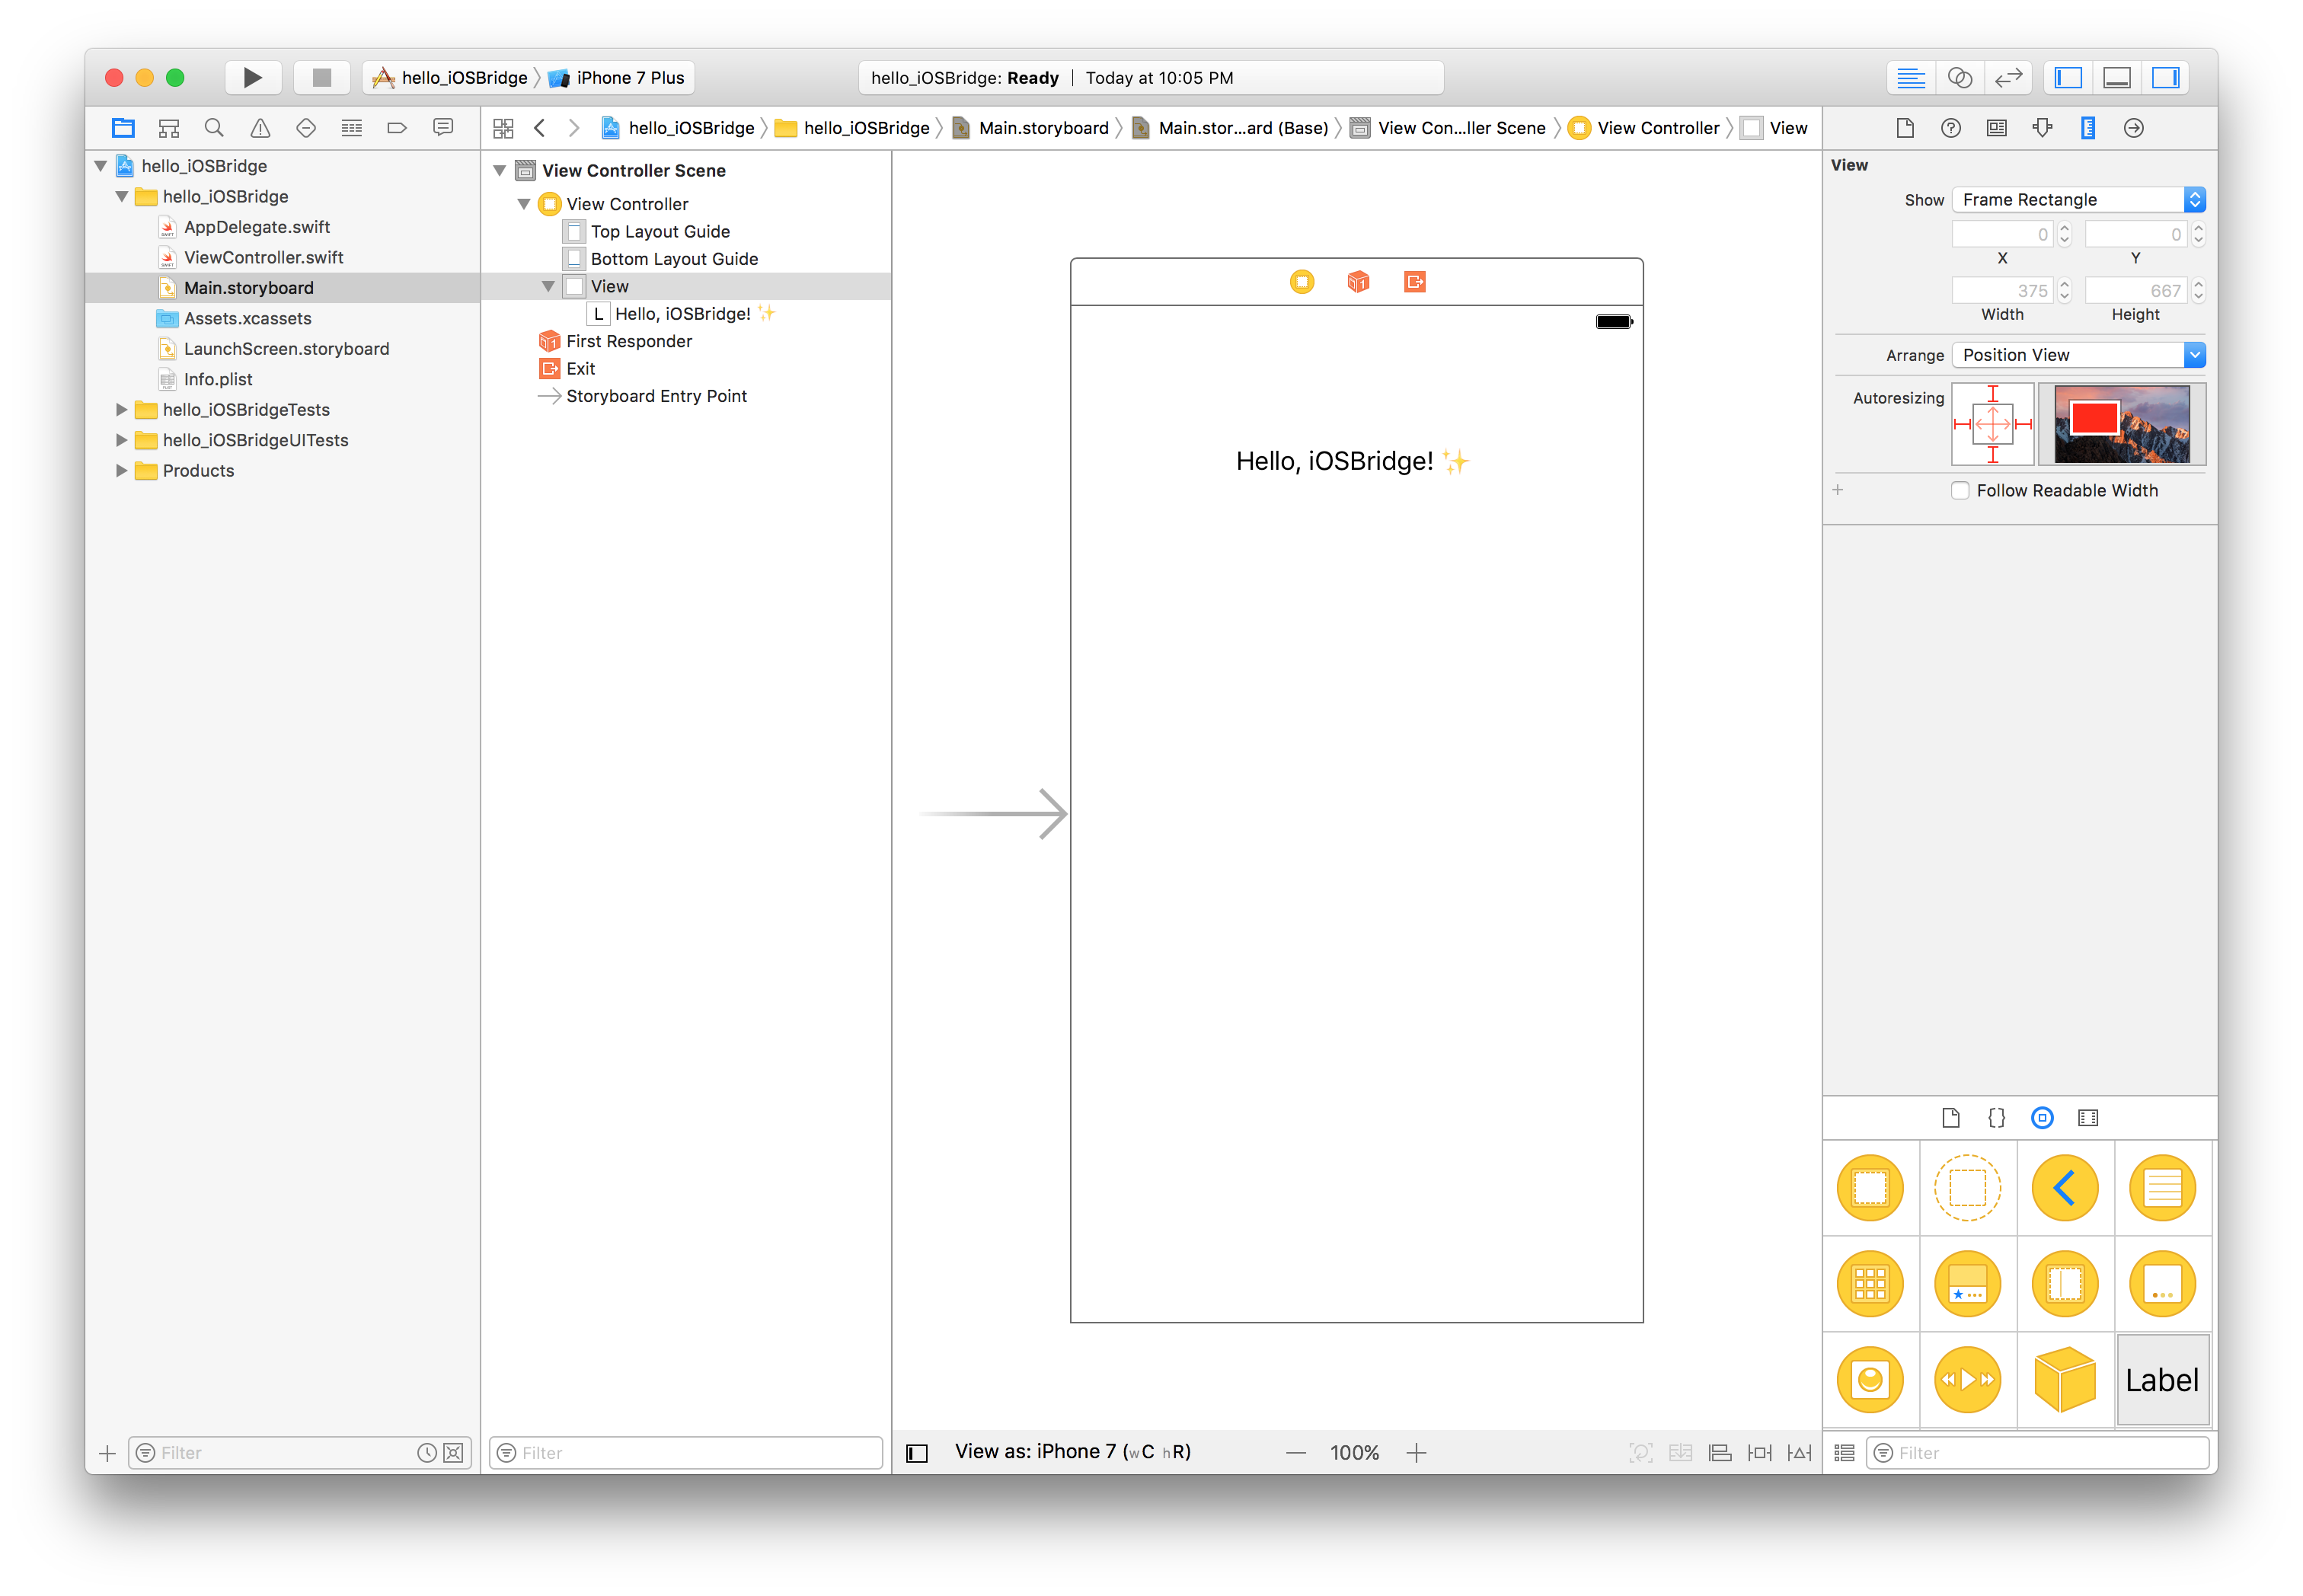 hello_iOSBridge
iPhone 7 Plus
hello_iOSBridge: Ready
Today at 10:05 PM
hello_iOSBridge
hello_iOSBridge
Main.storyboard
Main.stor...ard (Base)
View Con...ller Scene
View Controller
View
hello_iOSBridge
hello_iOSBridge
AppDelegate.swift
ViewController.swift
Main.storyboard
Assets.xcassets
LaunchScreen.storyboard
Info.plist
hello_iOSBridgeTests
hello_iOSBridgeUITests
Products
Filter
View Controller Scene
View Controller
Top Layout Guide
Bottom Layout Guide
View
L Hello, iOSBridge! ✨
First Responder
Exit
Storyboard Entry Point
Filter
Hello, iOSBridge! ✨
View as: iPhone 7 (wC hR)
100%
View
Show Frame Rectangle
0 0
X Y
375 667
Width Height
Arrange Position View
Autoresizing
Follow Readable Width
{}
Label
Filter